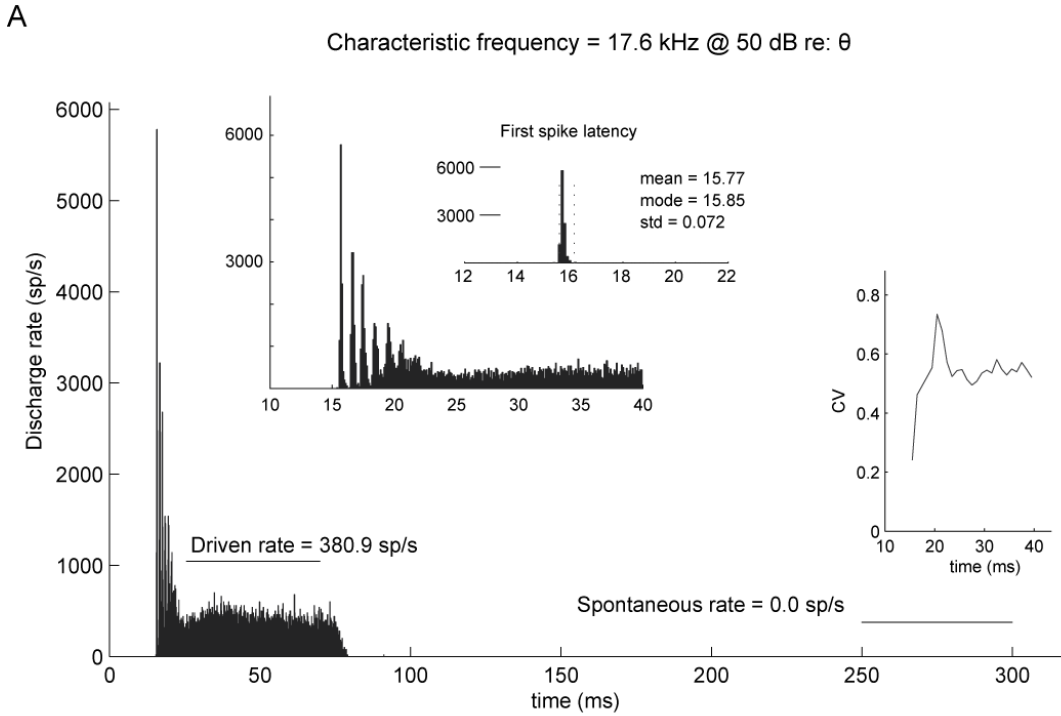 A
Characteristic frequency = 17.6 kHz @ 50 dB re: θ
Discharge rate (sp/s)
6000
5000
4000
3000
2000
1000
0
0 50 100 150 200 250 300
time (ms)
Driven rate = 380.9 sp/s
Spontaneous rate = 0.0 sp/s
6000
3000
10 15 20 25 30 35 40
First spike latency
6000
3000
mean = 15.77
mode = 15.85
std = 0.072
12 14 16 18 20 22
CV
0.8
0.6
0.4
0.2
0
10 20 30 40
time (ms)